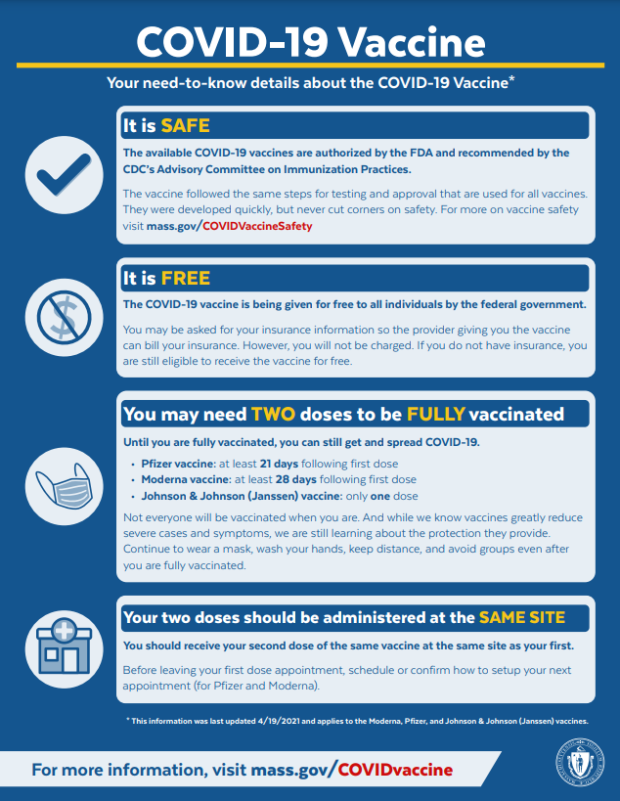 COVID-19 Vaccine
Your need-to-know details about the COVID-19 Vaccine*
It is SAFE
The available COVID-19 vaccines are authorized by the FDA and recommended by the
CDC's Advisory Committee on Immunization Practices.
The vaccine followed the same steps for testing and approval that are used for all vaccines.
They were developed quickly, but never cut corners on safety. For more on vaccine safety
visit mass.gov/COVIDVaccineSafety
It is FREE
The COVID-19 vaccine is being given for free to all individuals by the federal government.
You may be asked for your insurance information so the provider giving you the vaccine
can bill your insurance. However, you will not be charged. If you do not have insurance, you
are still eligible to receive the vaccine for free.
You may need TWO doses to be FULLY vaccinated
Until you are fully vaccinated, you can still get and spread COVID-19.
• Pfizer vaccine: at least 21 days following first dose
• Moderna vaccine: at least 28 days following first dose
• Johnson & Johnson (Janssen) vaccine: only one dose
Not everyone will be vaccinated when you are. And while we know vaccines greatly reduce
severe cases and symptoms, we are still learning about the protection they provide.
Continue to wear a mask, wash your hands, keep distance, and avoid groups even after
you are fully vaccinated.
Your two doses should be administered at the SAME SITE
You should receive your second dose of the same vaccine at the same site as your first.
Before leaving your first dose appointment, schedule or confirm how to setup your next
appointment (for Pfizer and Moderna).
* This information was last updated 4/19/2021 and applies to the Moderna, Pfizer, and Johnson & Johnson (Janssen) vaccines.
For more information, visit mass.gov/COVIDvaccine